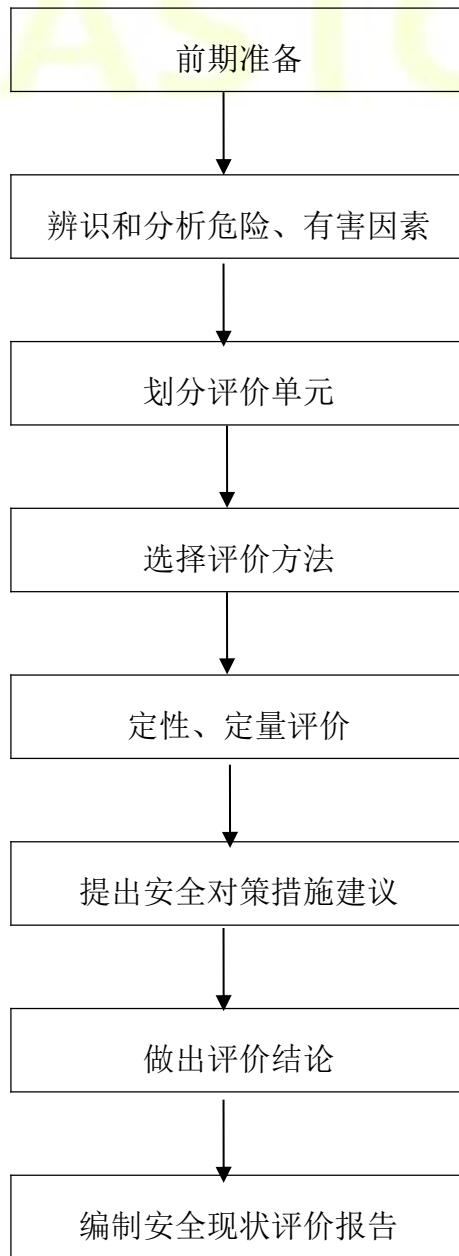 前期准备
辨识和分析危险、有害因素
划分评价单元
选择评价方法
定性、定量评价
提出安全对策措施建议
做出评价结论
编制安全现状评价报告